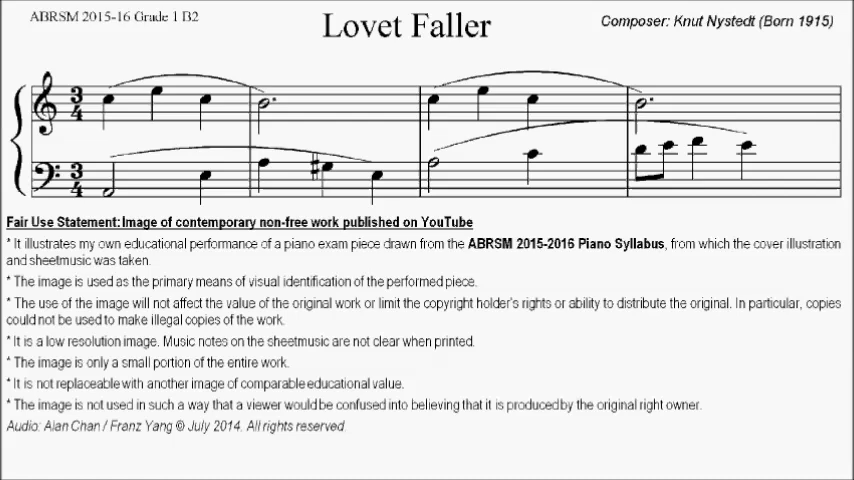 ABRSM 2015-16 Grade 1 B2
Lovet Faller
Composer: Knut Nystedt (Born 1915)
3
4
3
4
Fair Use Statement: Image of contemporary non-free work published on YouTube
* It illustrates my own educational performance of a piano exam piece drawn from the ABRSM 2015-2016 Piano Syllabus, from which the cover illustration
and sheetmusic was taken.
* The image is used as the primary means of visual identification of the performed piece.
* The use of the image will not affect the value of the original work or limit the copyright holder's rights or ability to distribute the original. In particular, copies
could not be used to make illegal copies of the work.
* It is a low resolution image. Music notes on the sheetmusic are not clear when printed.
* The image is only a small portion of the entire work.
* It is not replaceable with another image of comparable educational value.
* The image is not used in such a way that a viewer would be confused into believing that it is produced by the original right owner.
Audio: Alan Chan / Franz Yang © July 2014. All rights reserved.